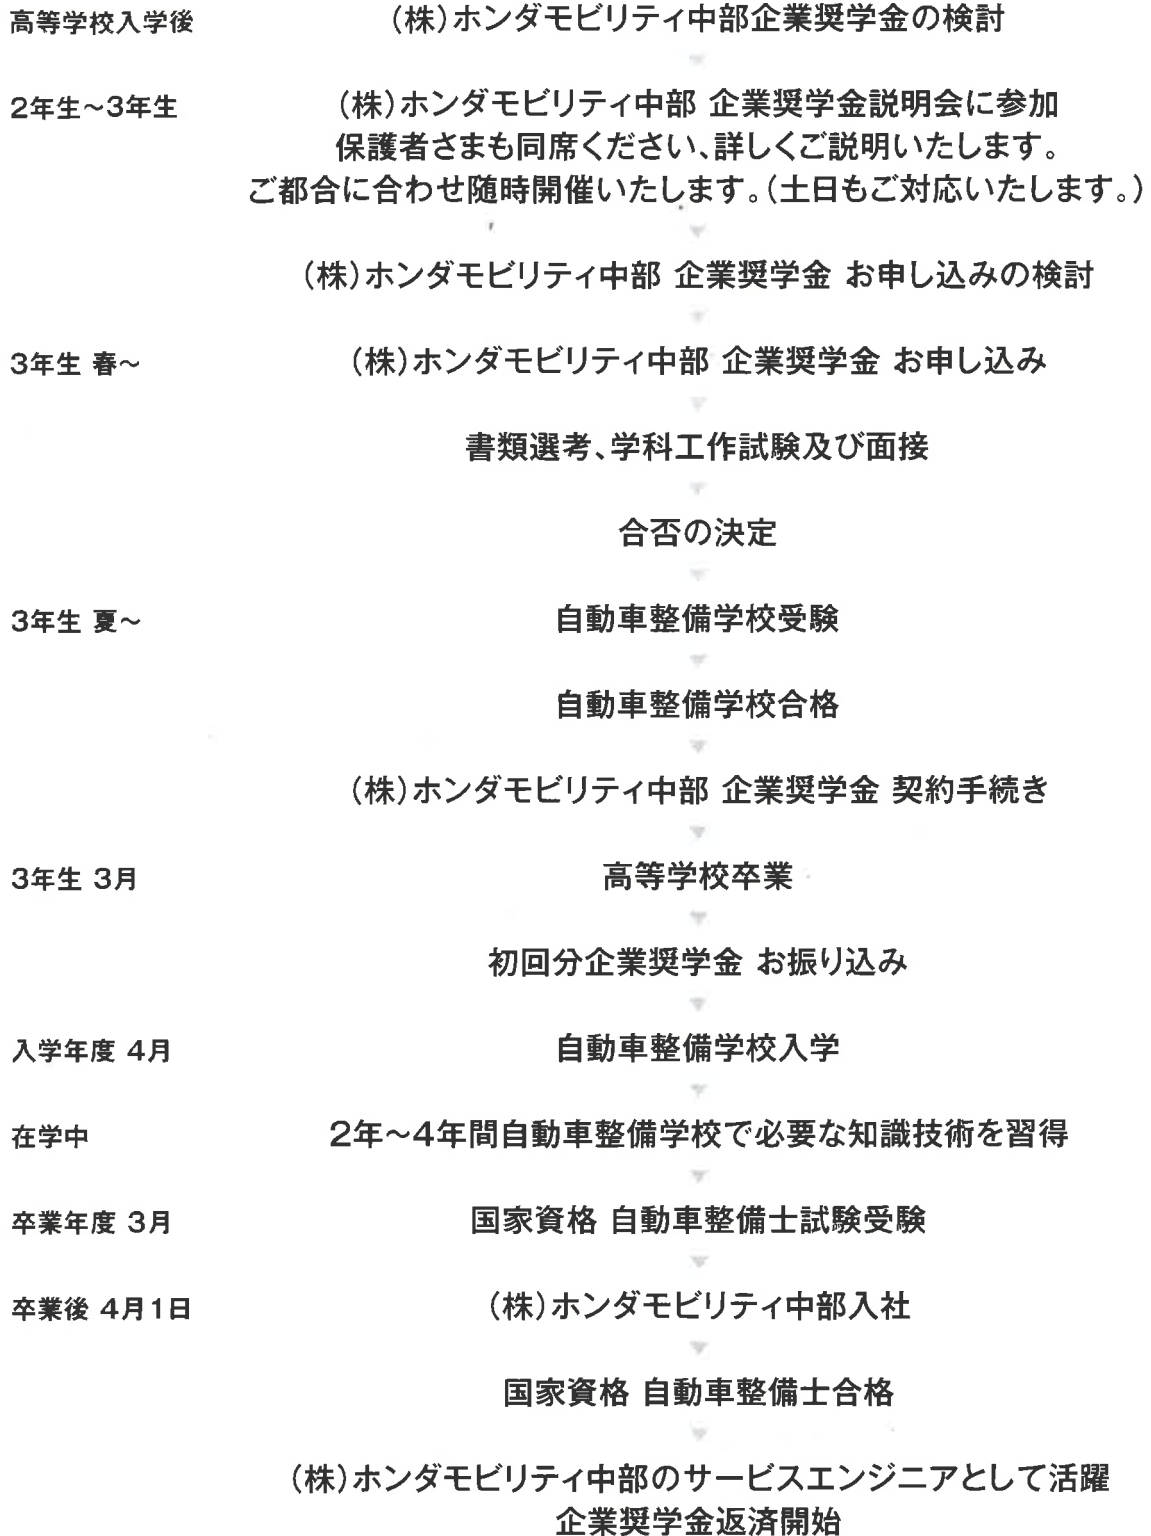 高等学校入学後 (株)ホンダモビリティ中部企業奨学金の検討
2年生～3年生 (株)ホンダモビリティ中部 企業奨学金説明会に参加
保護者さまも同席ください、詳しくご説明いたします。
ご都合に合わせ随時開催いたします。(土日もご対応いたします。)
(株)ホンダモビリティ中部 企業奨学金 お申し込みの検討
3年生 春～ (株)ホンダモビリティ中部 企業奨学金 お申し込み
書類選考、学科工作試験及び面接
合否の決定
3年生 夏～ 自動車整備学校受験
自動車整備学校合格
(株)ホンダモビリティ中部 企業奨学金 契約手続き
3年生 3月 高等学校卒業
初回分企業奨学金 お振り込み
入学年度 4月 自動車整備学校入学
在学中 2年～4年間自動車整備学校で必要な知識技術を習得
卒業年度 3月 国家資格 自動車整備士試験受験
卒業後 4月1日 (株)ホンダモビリティ中部入社
国家資格 自動車整備士合格
(株)ホンダモビリティ中部のサービスエンジニアとして活躍
企業奨学金返済開始